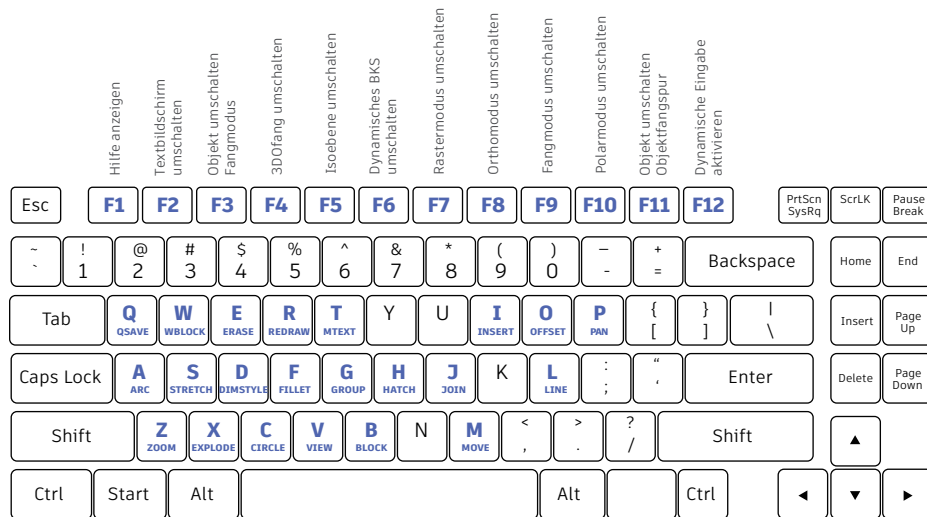 Hilfe anzeigen
Textbildschirm
umschalten
Objekt umschalten
Fangmodus
3DOfang umschalten
Isoebene umschalten
Dynamisches BKS
umschalten
Rastermodus umschalten
Orthomodus umschalten
Fangmodus umschalten
Polarmodus umschalten
Objekt umschalten
Objektfangspur
Dynamische Eingabe
aktivieren
Esc F1 F2 F3 F4 F5 F6 F7 F8 F9 F10 F11 F12 PrtScn ScrLK Pause
SysRq Break
~ ! @ # $ % ^ & * ( ) _ +
` 1 2 3 4 5 6 7 8 9 0 - = Backspace Home End
Tab Q W E R T Y U I O P { } | Insert Page
QSAVE WBLOCK ERASE REDRAW MTEXT INSERT OFFSET PAN [ ] \ Up
Caps Lock A S D F G H J K L : “ Enter Delete Page
ARC STRETCH DIMSTYLE FILLET GROUP HATCH JOIN LINE ; ‘ Down
Shift Z X C V B N M < > ? Shift ▲
ZOOM EXPLODE CIRCLE VIEW BLOCK MOVE , . /
Ctrl Start Alt Alt Ctrl ◄ ▼ ►